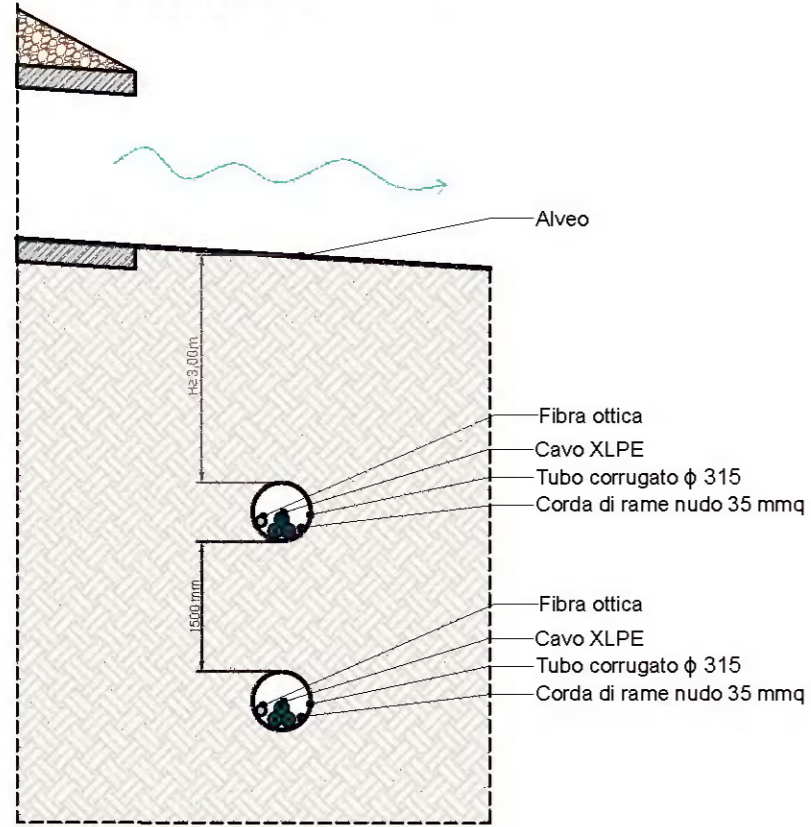 Alveo
H≥3,00m
Fibra ottica
Cavo XLPE
Tubo corrugato ϕ 315
Corda di rame nudo 35 mmq
1500 mm
Fibra ottica
Cavo XLPE
Tubo corrugato ϕ 315
Corda di rame nudo 35 mmq